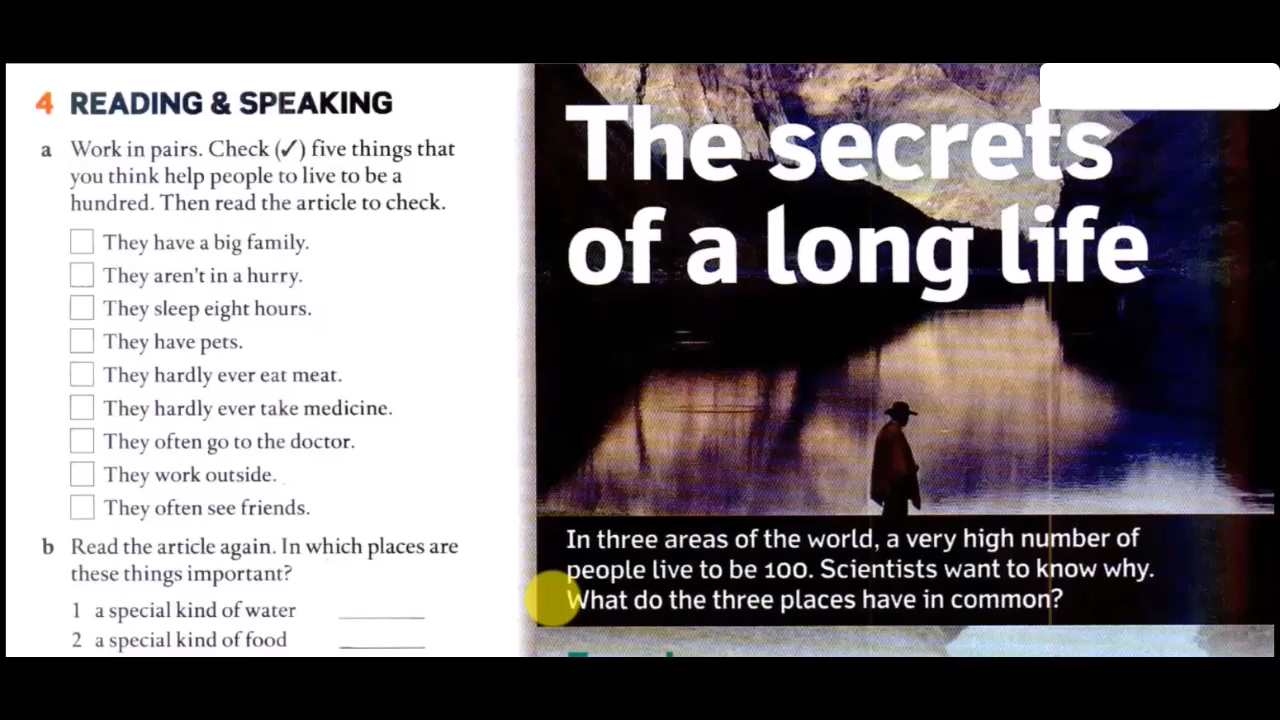 4 READING & SPEAKING
a Work in pairs. Check (✓) five things that
you think help people to live to be a
hundred. Then read the article to check.
They have a big family.
They aren't in a hurry.
They sleep eight hours.
They have pets.
They hardly ever eat meat.
They hardly ever take medicine.
They often go to the doctor.
They work outside.
They often see friends.
b Read the article again. In which places are
these things important?
1 a special kind of water
2 a special kind of food
The secrets
of a long life
In three areas of the world, a very high number of
people live to be 100. Scientists want to know why.
What do the three places have in common?